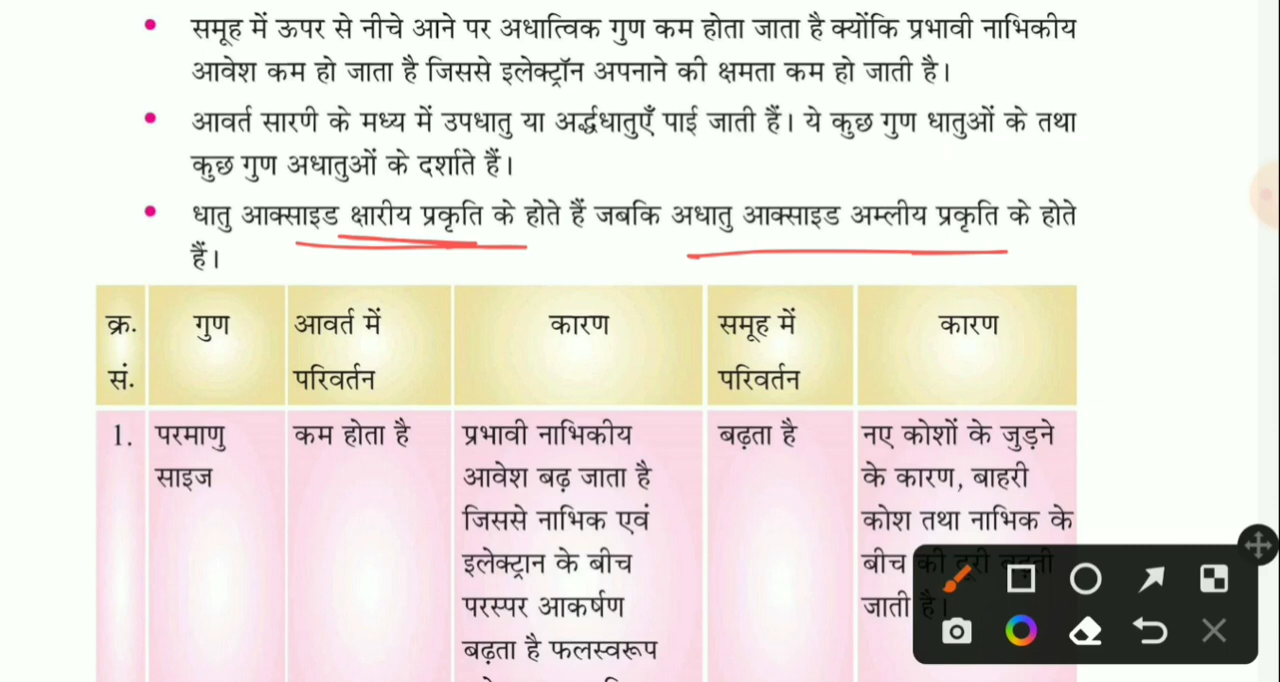 • समूह में ऊपर से नीचे आने पर अधात्विक गुण कम होता जाता है क्योंकि प्रभावी नाभिकीय
आवेश कम हो जाता है जिससे इलेक्ट्रॉन अपनाने की क्षमता कम हो जाती है।
• आवर्त सारणी के मध्य में उपधातु या अर्द्धधातुएँ पाई जाती हैं। ये कुछ गुण धातुओं के तथा
कुछ गुण अधातुओं के दर्शाते हैं।
• धातु आक्साइड क्षारीय प्रकृति के होते हैं जबकि अधातु आक्साइड अम्लीय प्रकृति के होते
हैं।
क्र.
सं.
गुण
आवर्त में
परिवर्तन
कारण
समूह में
परिवर्तन
कारण
1.
परमाणु
साइज
कम होता है
प्रभावी नाभिकीय
आवेश बढ़ जाता है
जिससे नाभिक एवं
इलेक्ट्रान के बीच
परस्पर आकर्षण
बढ़ता है फलस्वरूप
बढ़ता है
नए कोशों के जुड़ने
के कारण, बाहरी
कोश तथा नाभिक के
बीच की दूरी बढ़ती
जाती है।